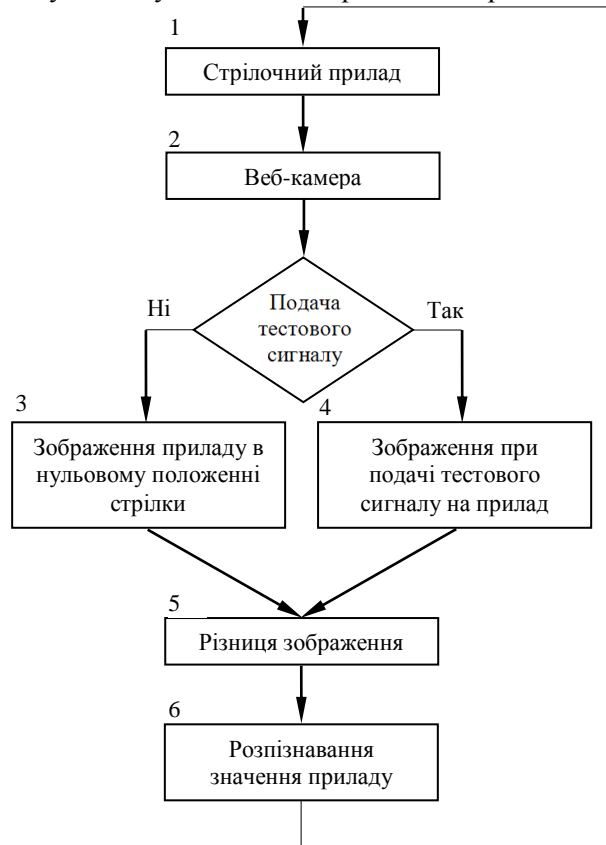 1
Стрілочний прилад
2
Веб-камера
Ні
Подача
тестового
сигналу
Так
3
Зображення приладу в
нульовому положенні
стрілки
4
Зображення при
подачі тестового
сигналу на прилад
5
Різниця зображення
6
Розпізнавання
значення приладу